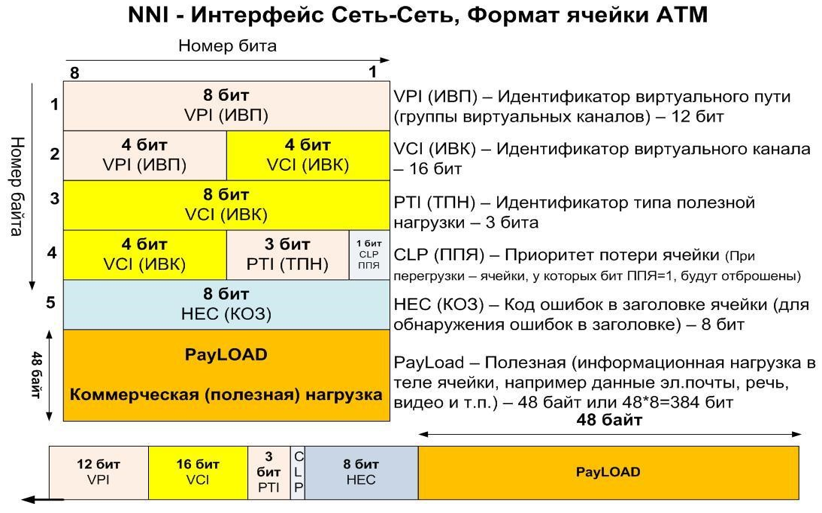 NNI - Интерфейс Сеть-Сеть, Формат ячейки АТМ
Номер бита
8
1
Номер байта
1
8 бит
VPI (ИВП)
2
4 бит
VPI (ИВП)
4 бит
VCI (ИВК)
3
8 бит
VCI (ИВК)
4
4 бит
VCI (ИВК)
3 бит
PTI (ТПН)
1 бит
CLP
ППЯ
5
8 бит
HEC (КОЗ)
48 байт
PayLOAD
Коммерческая (полезная) нагрузка
VPI (ИВП) – Идентификатор виртуального пути
(группы виртуальных каналов) – 12 бит
VCI (ИВК) – Идентификатор виртуального канала
– 16 бит
PTI (ТПН) – Идентификатор типа полезной
нагрузки – 3 бита
CLP (ППЯ) – Приоритет потери ячейки (При
перегрузки – ячейки, у которых бит ППЯ=1, будут отброшены)
HEC (КОЗ) – Код ошибок в заголовке ячейки (для
обнаружения ошибок в заголовке) – 8 бит
PayLoad – Полезная (информационная нагрузка в
теле ячейки, например данные эл.почты, речь,
видео и т.п.) – 48 байт или 48*8=384 бит
48 байт
12 бит
VPI
16 бит
VCI
3
бит
PTI
C
L
P
8 бит
HEC
PayLOAD